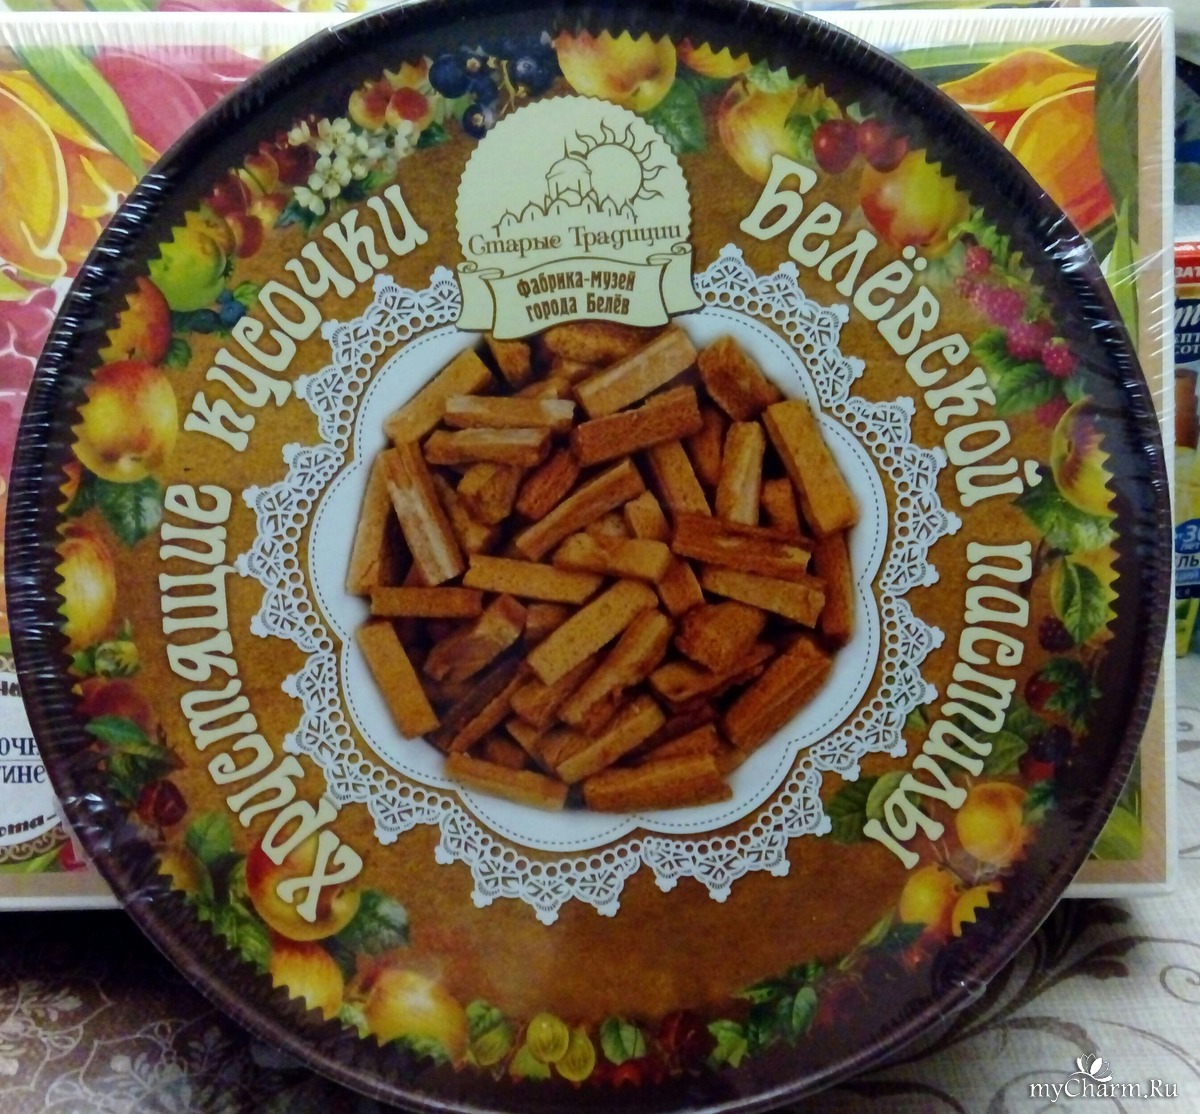 Старые Традиции
Фабрика-музей
города Белёв
Хрустящие кусочки
Белёвской пастилы
myCharm.Ru